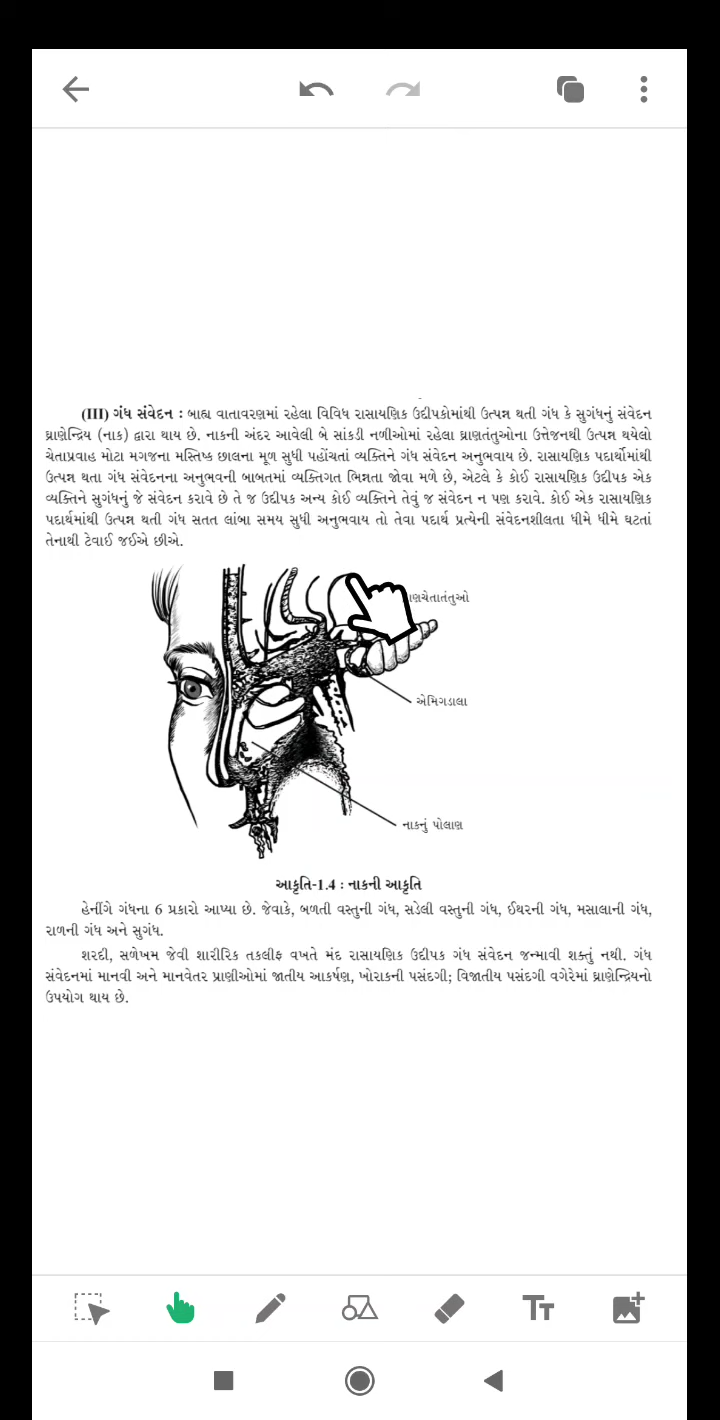 (III) ગંધ સંવેદન : બાહ્ય વાતાવરણમાં રહેલા વિવિધ રાસાયણિક ઉદ્દીપકોમાંથી ઉત્પન્ન થતી ગંધ કે સુગંધનું સંવેદન
ઘ્રાણેન્દ્રિય (નાક) દ્વારા થાય છે. નાકની અંદર આવેલી બે સાંકડી નળીઓમાં રહેલા ઘ્રાણતંતુઓના ઉત્તેજનથી ઉત્પન્ન થયેલો
ચેતાપ્રવાહ મોટા મગજના મસ્તિષ્ક છાલના મૂળ સુધી પહોંચતાં વ્યક્તિને ગંધ સંવેદન અનુભવાય છે. રાસાયણિક પદાર્થોમાંથી
ઉત્પન્ન થતા ગંધ સંવેદનના અનુભવની બાબતમાં વ્યક્તિગત ભિન્નતા જોવા મળે છે, એટલે કે કોઈ રાસાયણિક ઉદ્દીપક એક
વ્યક્તિને સુગંધનું જે સંવેદન કરાવે છે તે જ ઉદ્દીપક અન્ય કોઈ વ્યક્તિને તેવું જ સંવેદન ન પણ કરાવે. કોઈ એક રાસાયણિક
પદાર્થમાંથી ઉત્પન્ન થતી ગંધ સતત લાંબા સમય સુધી અનુભવાય તો તેવા પદાર્થ પ્રત્યેની સંવેદનશીલતા ધીમે ધીમે ઘટતાં
તેનાથી ટેવાઈ જઈએ છીએ.
એમિગડાલા
નાકનું પોલાણ
આકૃતિ-1.4 : નાકની આકૃતિ
હેનીંગે ગંધના 6 પ્રકારો આપ્યા છે. જેવાકે, બળતી વસ્તુની ગંધ, સડેલી વસ્તુની ગંધ, ઈથરની ગંધ, મસાલાની ગંધ,
રાળની ગંધ અને સુગંધ.
શરદી, સળેખમ જેવી શારીરિક તકલીફ વખતે મંદ રાસાયણિક ઉદ્દીપક ગંધ સંવેદન જન્માવી શકતું નથી. ગંધ
સંવેદનમાં માનવી અને માનવેતર પ્રાણીઓમાં જાતીય આકર્ષણ, ખોરાકની પસંદગી; વિજાતીય પસંદગી વગેરેમાં ઘ્રાણેન્દ્રિયનો
ઉપયોગ થાય છે.
TT